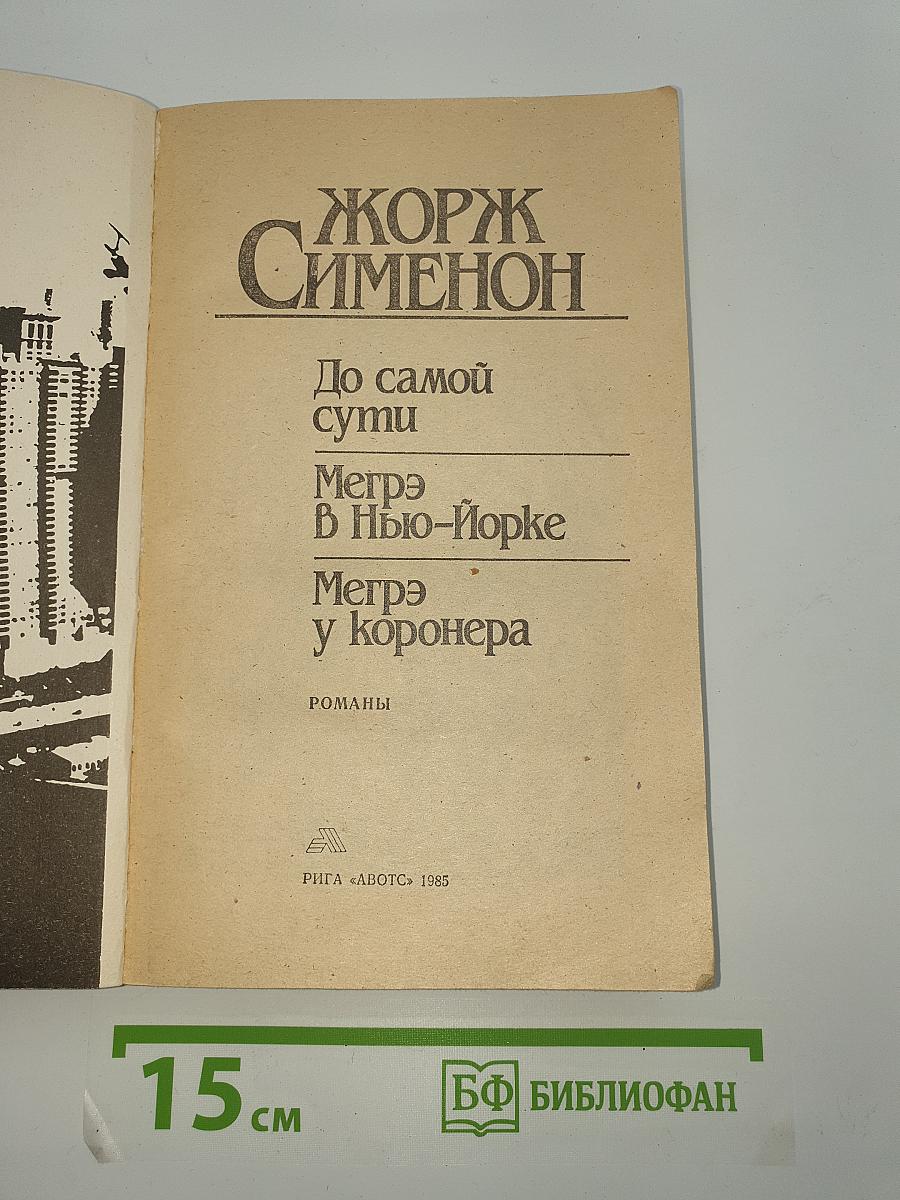 ЖОРЖ
СИМЕНОН
До самой
сути
Мегрэ
в Нью-Йорке
Мегрэ
у коронера
РОМАНЫ
РИГА «АВОТС» 1985
15 см
БФ БИБЛИОФАН